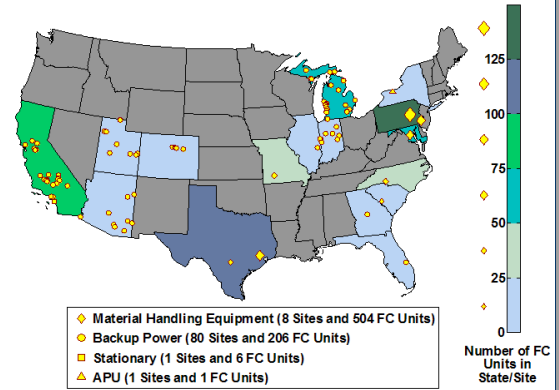 125
100
75
50
25
0
Number of FC
Units in
State/Site
Material Handling Equipment (8 Sites and 504 FC Units)
Backup Power (80 Sites and 206 FC Units)
Stationary (1 Sites and 6 FC Units)
APU (1 Sites and 1 FC Units)